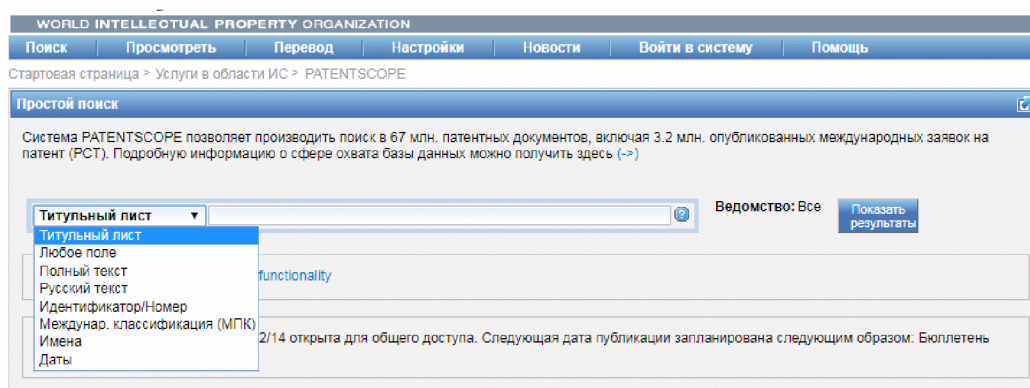 WORLD INTELLECTUAL PROPERTY ORGANIZATION
Поиск Просмотреть Перевод Настройки Новости Войти в систему Помощь
Стартовая страница > Услуги в области ИС > PATENTSCOPE
Простой поиск
Система PATENTSCOPE позволяет производить поиск в 67 млн. патентных документов, включая 3.2 млн. опубликованных международных заявок на
патент (PCT). Подробную информацию о сфере охвата базы данных можно получить здесь (->)
Титульный лист ▼ ? Ведомство: Все Показать
результаты
Титульный лист
Любое поле
Полный текст functionality
Русский текст
Идентификатор/Номер
Междунар. классификация (МПК)
Имена 2/14 открыта для общего доступа. Следующая дата публикации запланирована следующим образом: Бюллетень
Даты